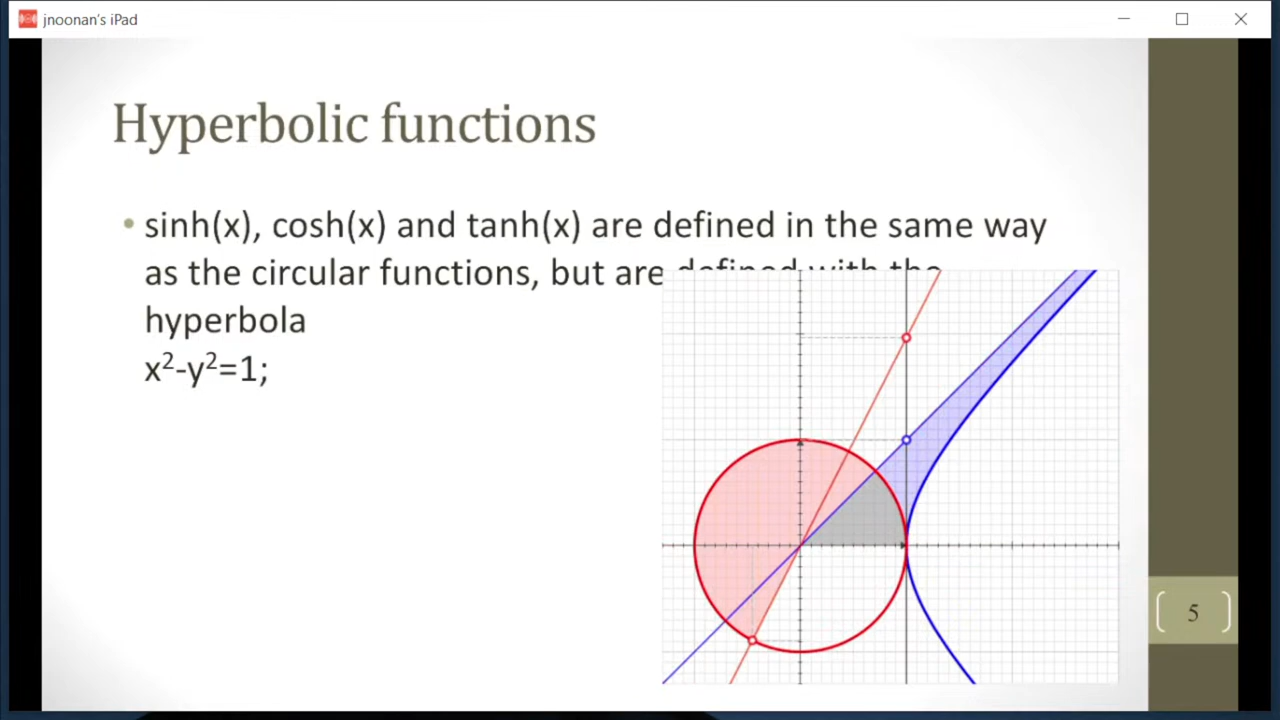 jnoonan's iPad
Hyperbolic functions
• sinh(x), cosh(x) and tanh(x) are defined in the same way
as the circular functions, but are defined with the
hyperbola
x²-y²=1;
5